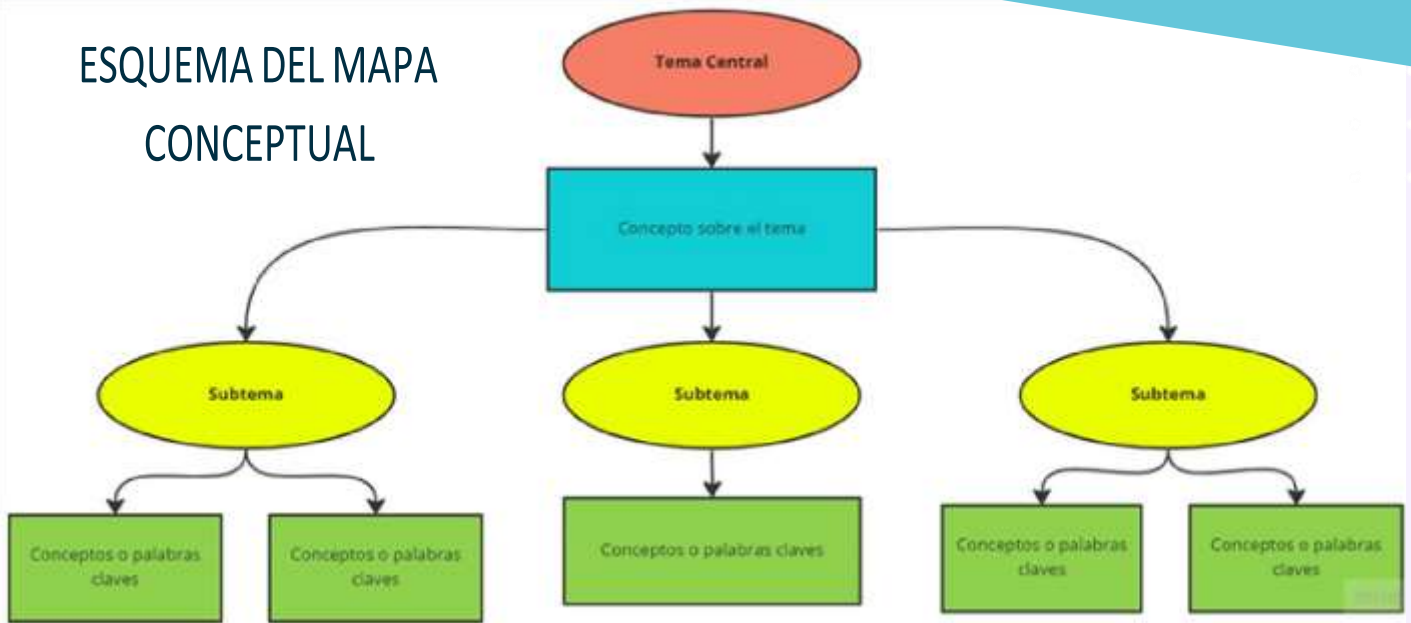 ESQUEMA DEL MAPA
CONCEPTUAL
Tema Central
Concepto sobre el tema
Subtema
Subtema
Subtema
Conceptos o palabras
claves
Conceptos o palabras
claves
Conceptos o palabras claves
Conceptos o palabras
claves
Conceptos o palabras
claves